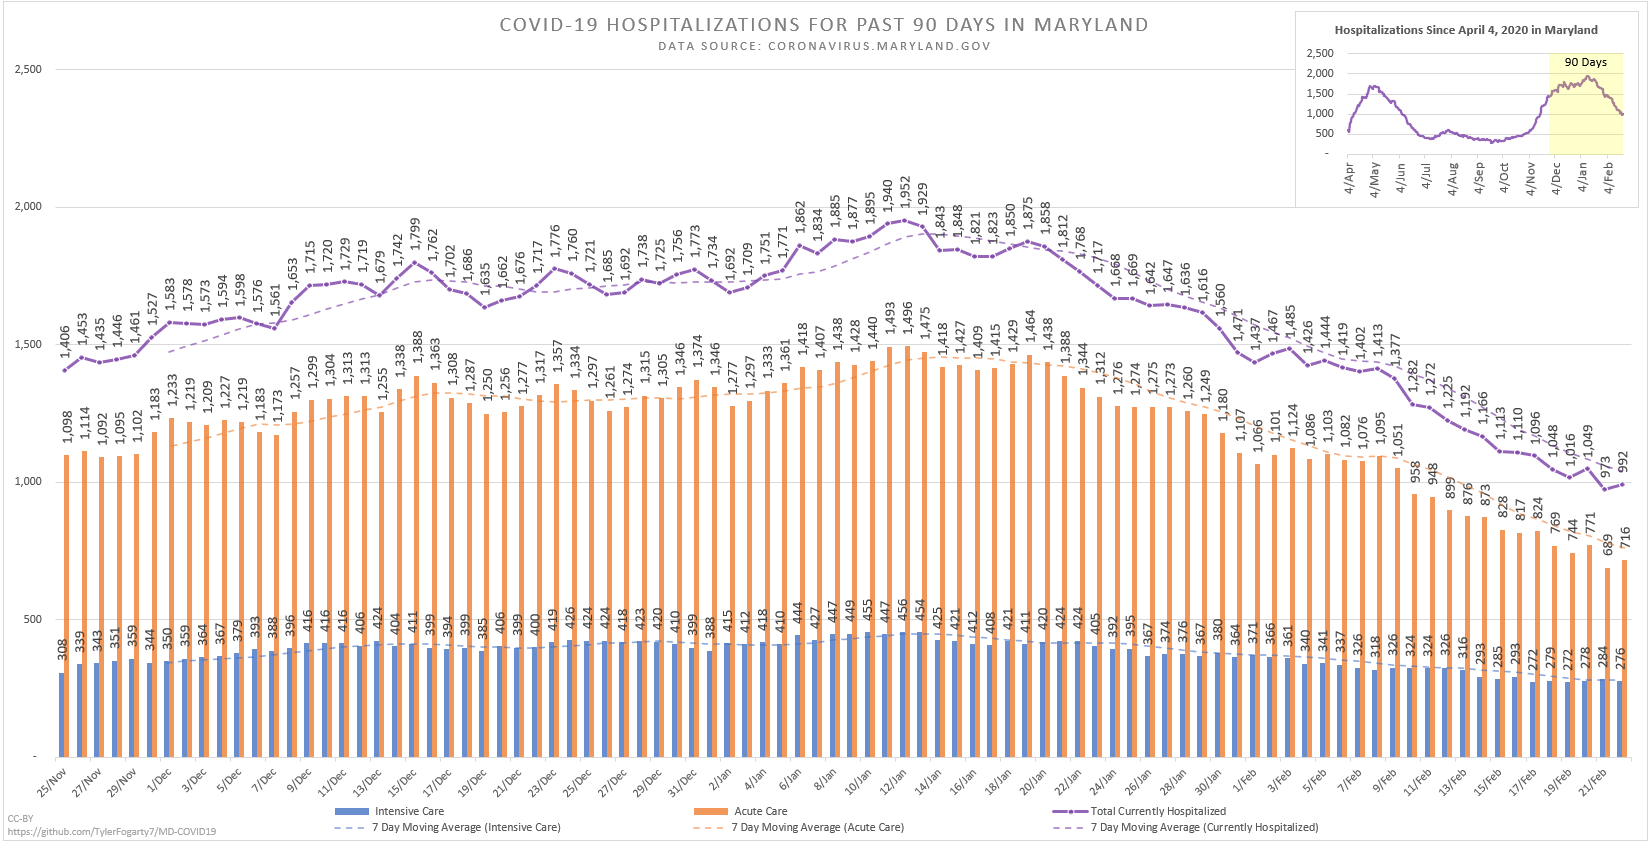 COVID-19 HOSPITALIZATIONS FOR PAST 90 DAYS IN MARYLAND
DATA SOURCE: CORONAVIRUS.MARYLAND.GOV
Hospitalizations Since April 4, 2020 in Maryland
90 Days
2,500
2,000
1,500
1,000
500
-
4/Apr 4/May 4/Jun 4/Jul 4/Aug 4/Sep 4/Oct 4/Nov 4/Dec 4/Jan 4/Feb
2,500
2,000
1,500
1,000
500
-
1,406 1,453 1,435 1,446 1,461 1,527 1,583 1,578 1,573 1,594 1,598 1,576 1,561 1,653 1,715 1,720 1,729 1,719 1,679 1,742 1,799 1,762 1,702 1,686 1,635 1,662 1,676 1,717 1,776 1,760 1,721 1,685 1,692 1,738 1,725 1,756 1,773 1,734 1,692 1,709 1,751 1,771 1,862 1,834 1,885 1,877 1,895 1,940 1,952 1,929 1,843 1,848 1,821 1,823 1,850 1,875 1,858 1,812 1,768 1,717 1,668 1,669 1,642 1,647 1,636 1,616 1,560 1,471 1,437 1,467 1,485 1,426 1,444 1,419 1,402 1,413 1,377 1,282 1,272 1,225 1,192 1,166 1,113 1,110 1,096 1,048 1,016 1,049 973 992
1,098 1,114 1,092 1,095 1,102 1,183 1,233 1,219 1,209 1,227 1,219 1,183 1,173 1,257 1,299 1,304 1,313 1,313 1,255 1,338 1,388 1,363 1,308 1,287 1,250 1,256 1,277 1,317 1,357 1,334 1,297 1,261 1,274 1,315 1,305 1,346 1,374 1,346 1,277 1,297 1,333 1,361 1,418 1,407 1,438 1,428 1,440 1,493 1,496 1,475 1,418 1,427 1,409 1,415 1,429 1,464 1,438 1,388 1,344 1,312 1,276 1,274 1,275 1,273 1,260 1,249 1,180 1,107 1,066 1,101 1,124 1,086 1,103 1,082 1,076 1,095 1,051 958 948 899 876 873 828 817 824 769 744 771 689 716
308 339 343 351 359 344 350 359 364 367 379 393 388 396 416 416 416 406 424 404 411 399 394 399 385 406 399 400 419 426 424 424 418 423 420 410 399 388 415 412 418 410 444 427 447 449 455 447 456 454 425 421 412 408 421 411 420 424 424 405 392 395 367 374 376 367 380 364 371 366 361 340 341 337 326 318 326 324 324 326 316 293 285 293 272 279 272 278 284 276
25/Nov 27/Nov 29/Nov 1/Dec 3/Dec 5/Dec 7/Dec 9/Dec 11/Dec 13/Dec 15/Dec 17/Dec 19/Dec 21/Dec 23/Dec 25/Dec 27/Dec 29/Dec 31/Dec 2/Jan 4/Jan 6/Jan 8/Jan 10/Jan 12/Jan 14/Jan 16/Jan 18/Jan 20/Jan 22/Jan 24/Jan 26/Jan 28/Jan 30/Jan 1/Feb 3/Feb 5/Feb 7/Feb 9/Feb 11/Feb 13/Feb 15/Feb 17/Feb 19/Feb 21/Feb
Intensive Care Acute Care Total Currently Hospitalized
7 Day Moving Average (Intensive Care) 7 Day Moving Average (Acute Care) 7 Day Moving Average (Currently Hospitalized)
CC-BY
https://github.com/TylerFogarty7/MD-COVID19